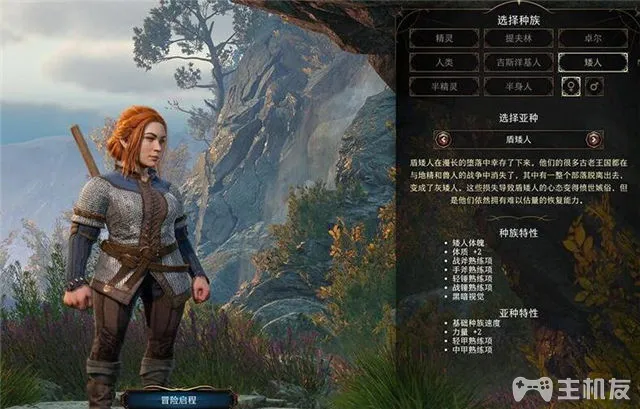 选择种族
精灵
提夫林
卓尔
人类
吉斯洋基人
矮人
半精灵
半身人
选择亚种
盾矮人
盾矮人在漫长的堕落中幸存了下来，他们的很多古老王国都在
与地精和兽人的战争中消失了，其中有一整个部落脱离出去，
变成了灰矮人。这些损失导致盾矮人的心态变得愤世嫉俗，但
是他们依然拥有难以估量的恢复能力。
种族特性
矮人体魄
体质 +2
战斧熟练项
手斧熟练项
轻锤熟练项
战锤熟练项
黑暗视觉
亚种特性
基础种族速度
力量 +2
轻甲熟练项
中甲熟练项
冒险启程
主机友